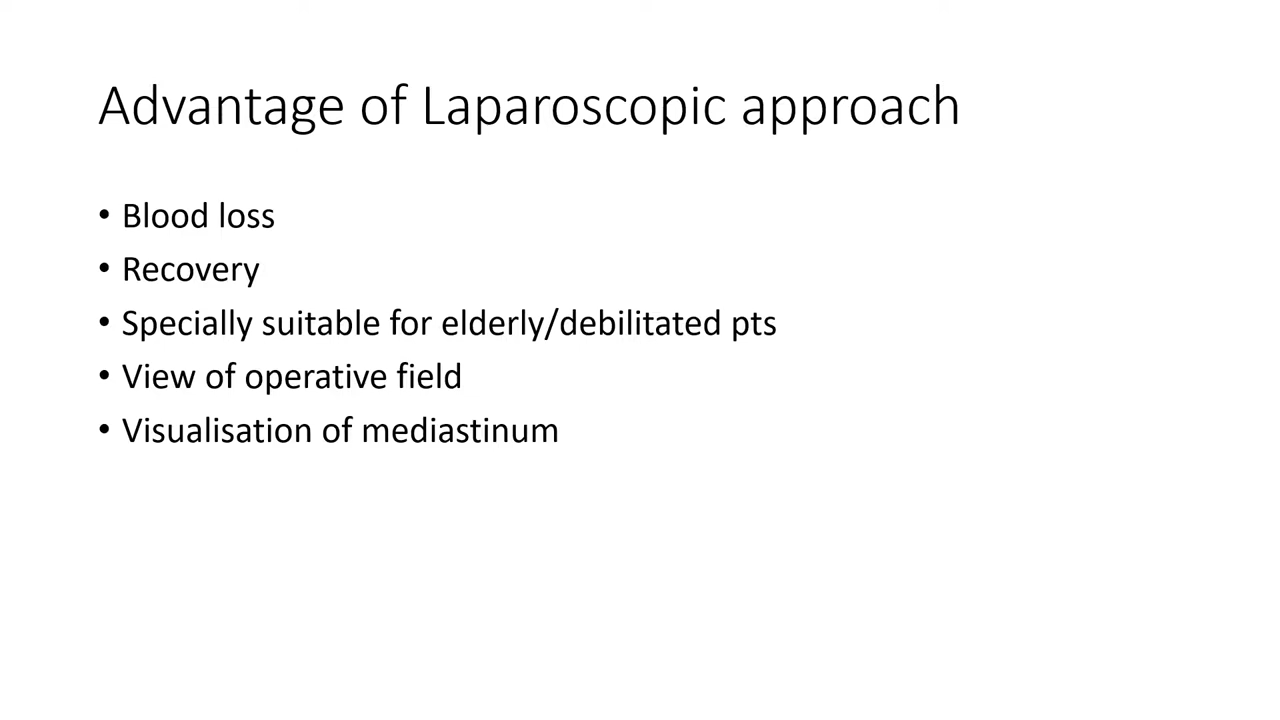 Advantage of Laparoscopic approach
• Blood loss
• Recovery
• Specially suitable for elderly/debilitated pts
• View of operative field
• Visualisation of mediastinum